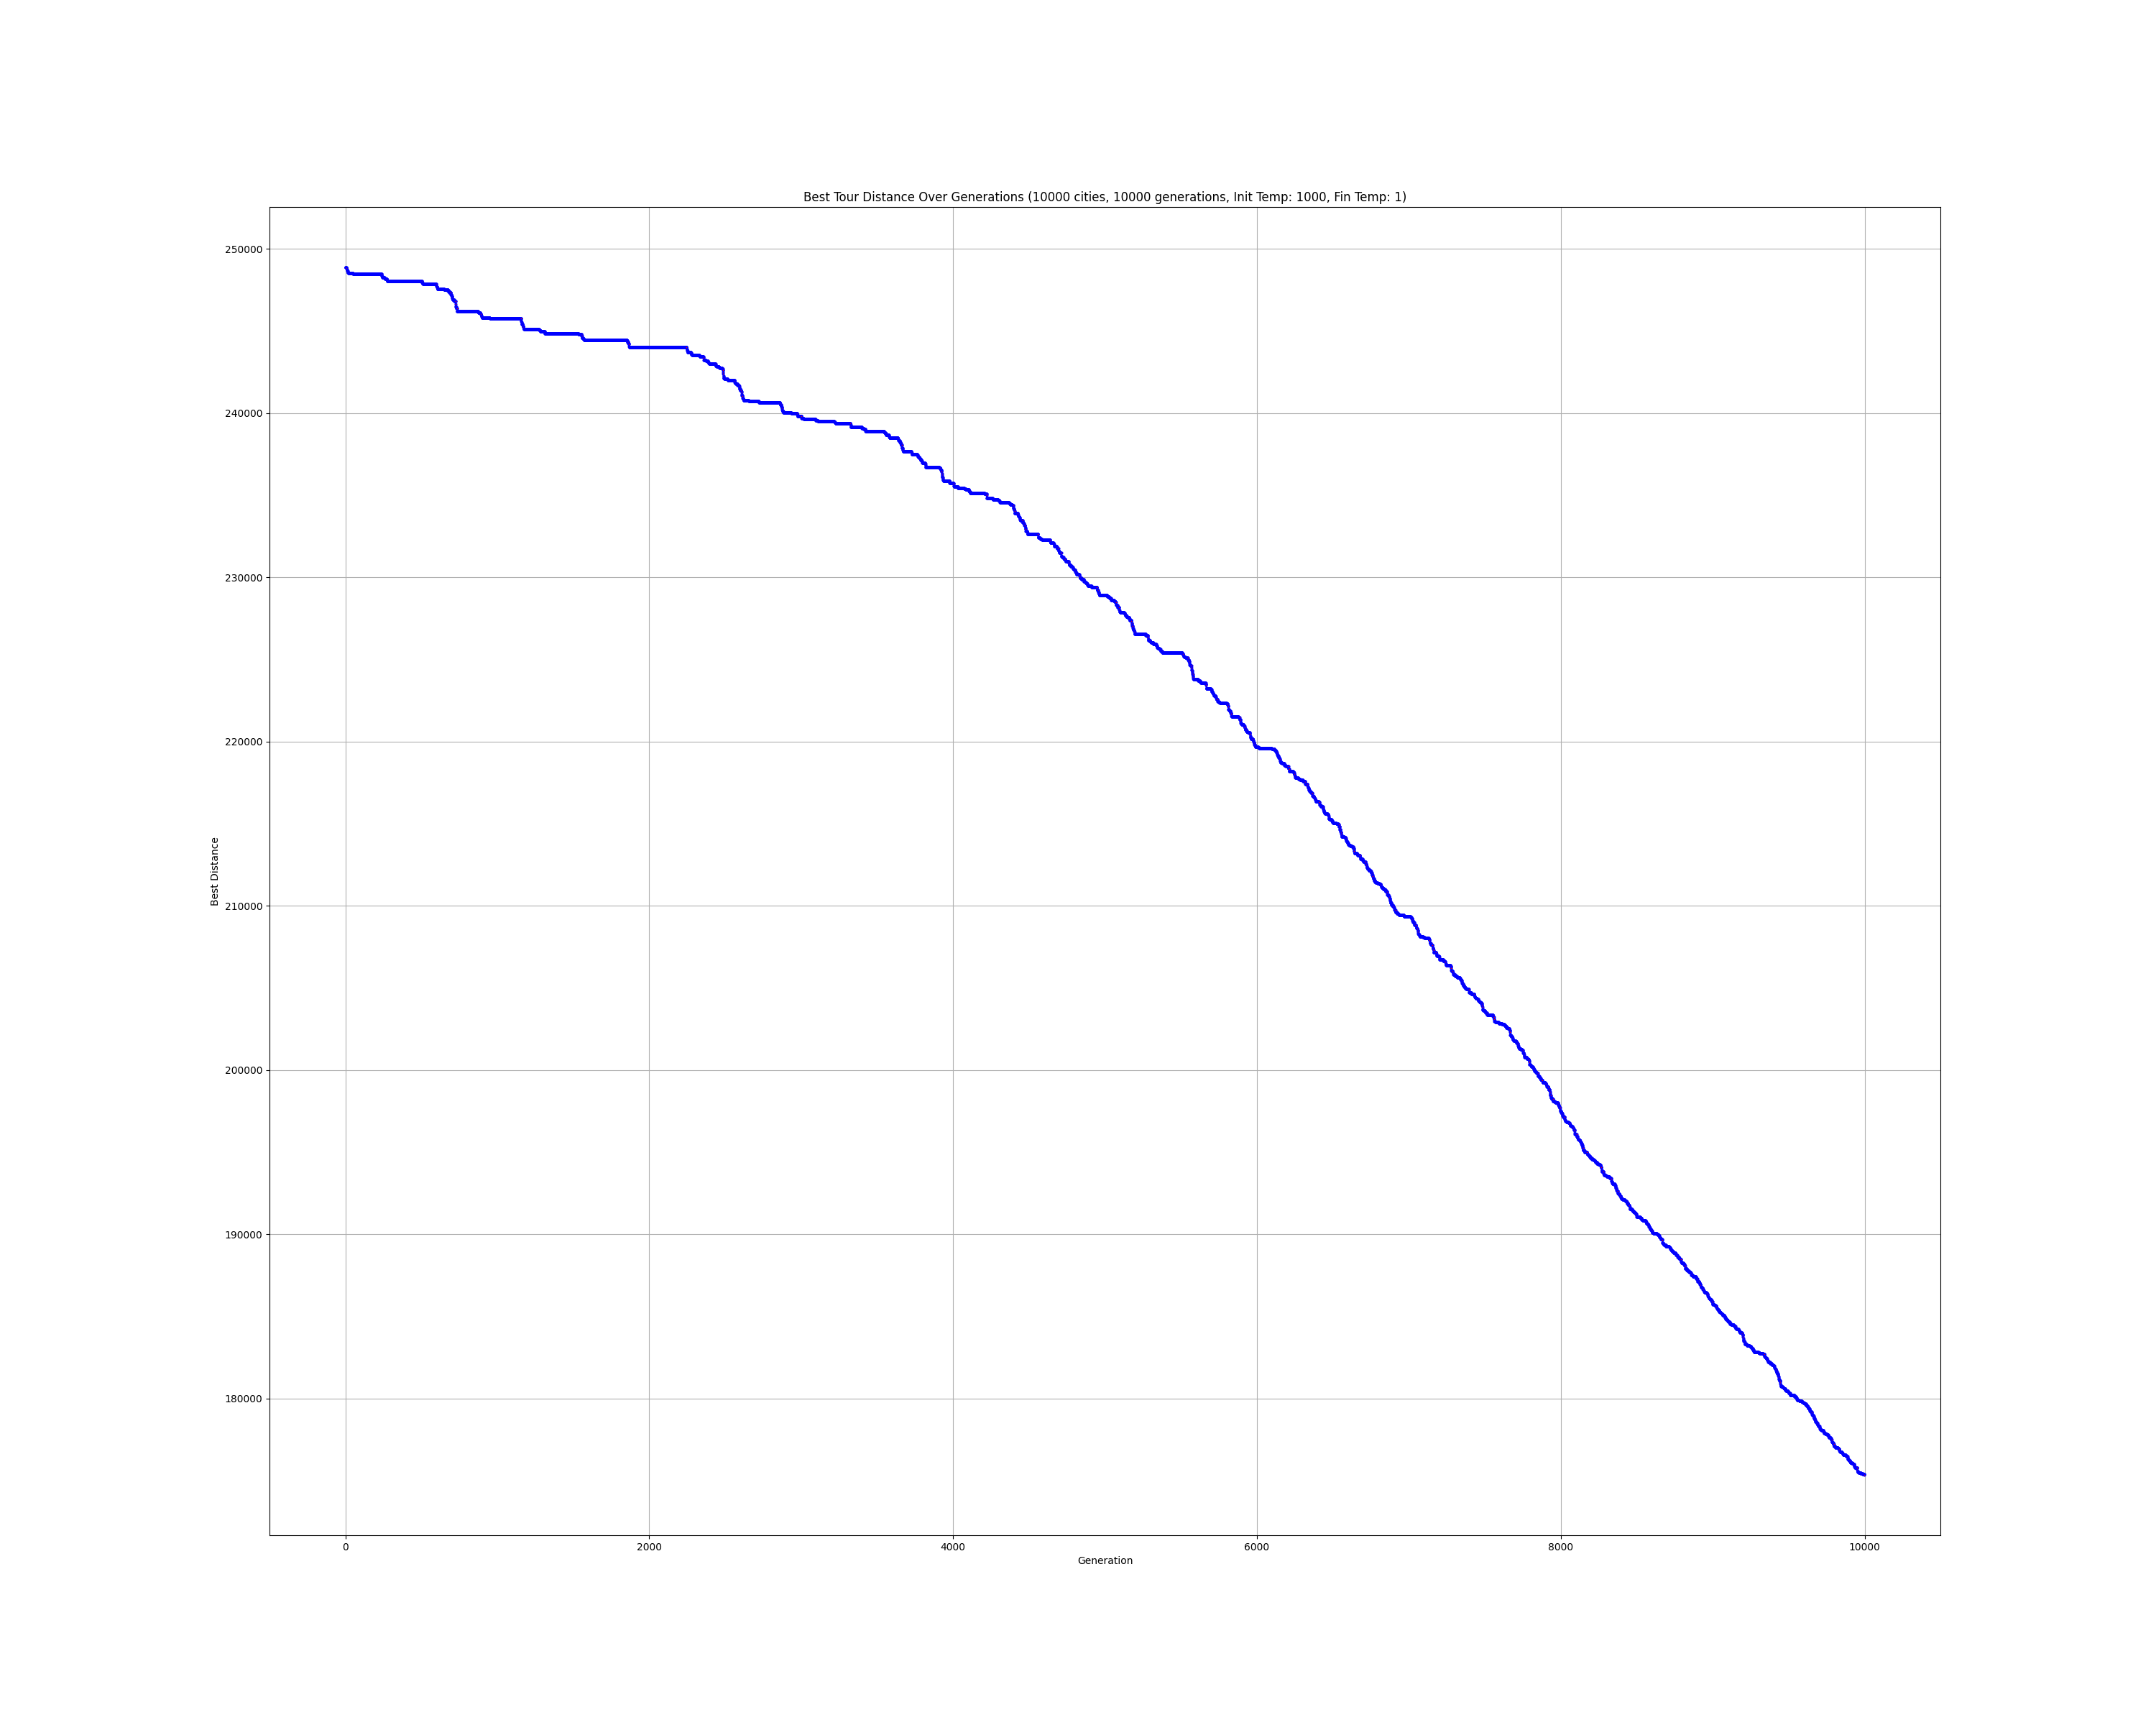 Best Tour Distance Over Generations (10000 cities, 10000 generations, Init Temp: 1000, Fin Temp: 1)
250000
240000
230000
220000
210000
200000
190000
180000
Best Distance
0 2000 4000 6000 8000 10000
Generation